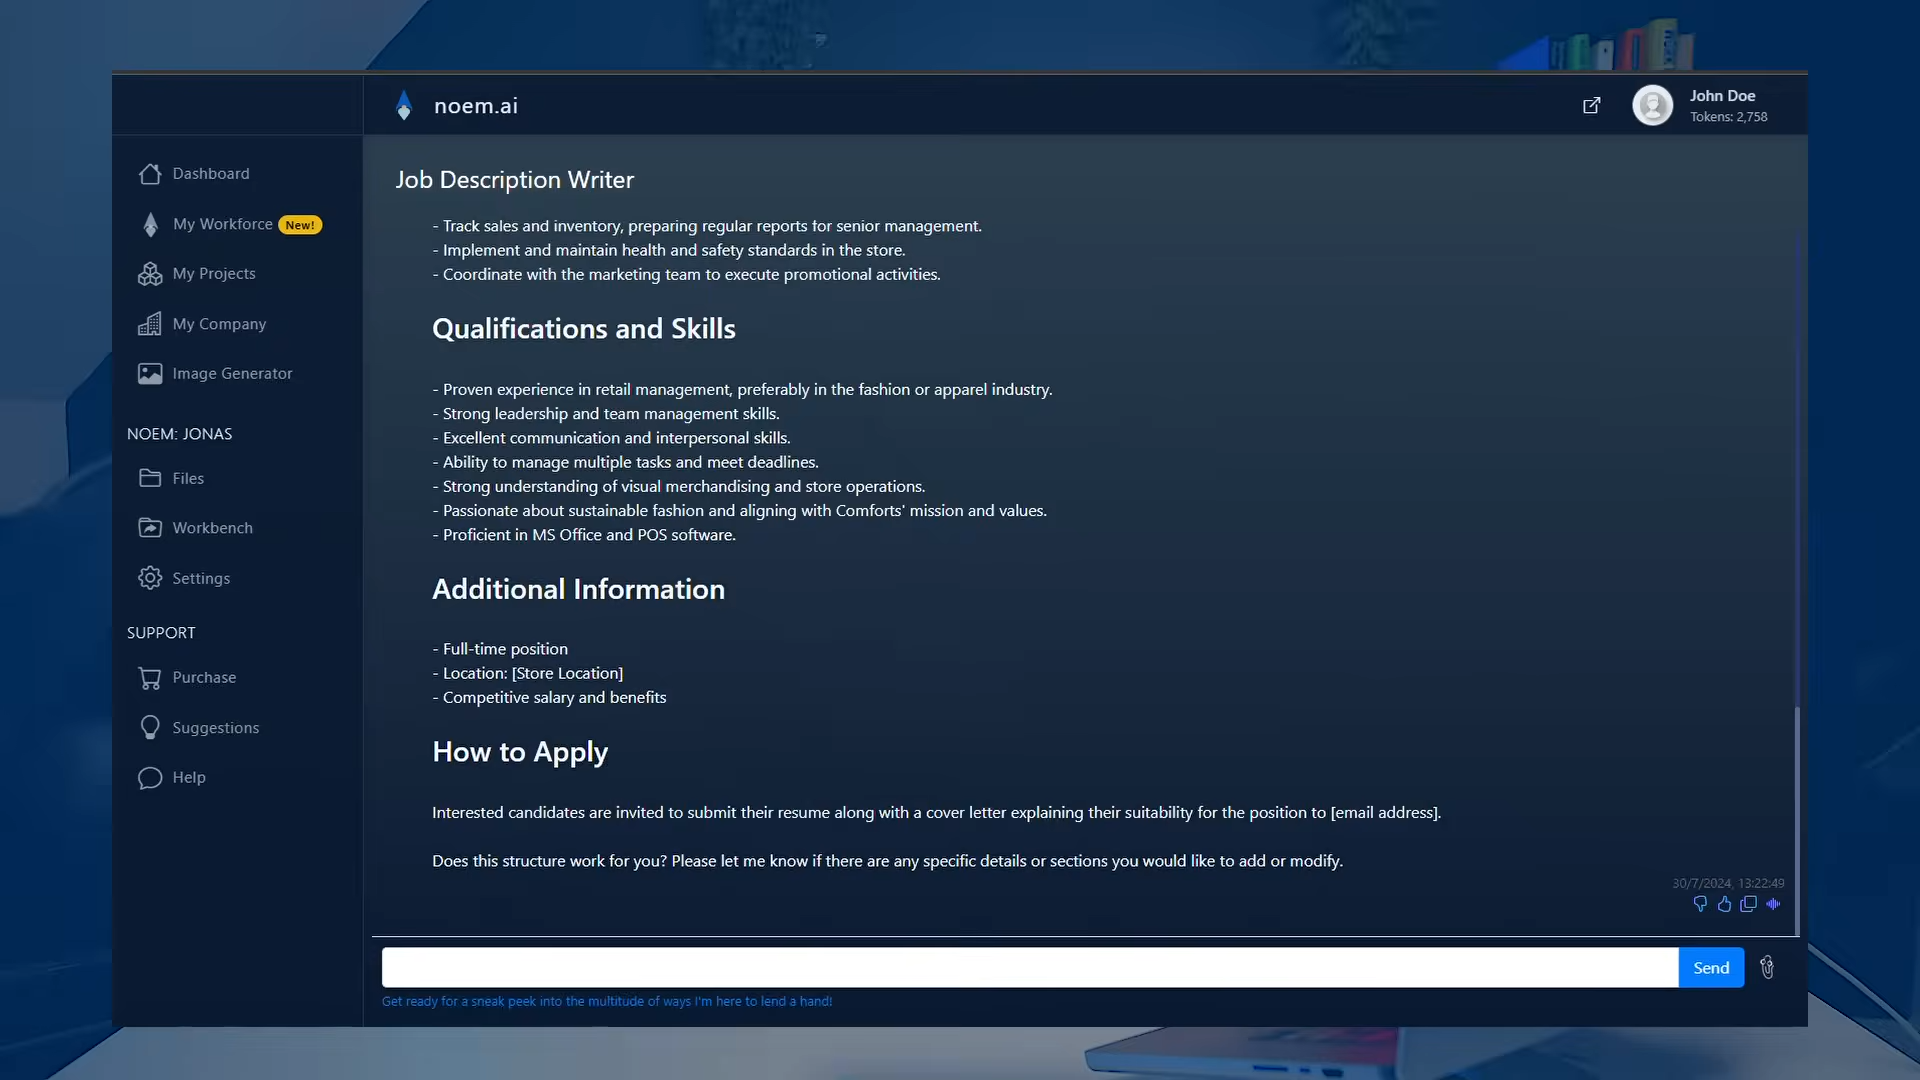 noem.ai
John Doe
Tokens: 2,758
Dashboard
My Workforce New!
My Projects
My Company
Image Generator
NOEM: JONAS
Files
Workbench
Settings
SUPPORT
Purchase
Suggestions
Help
Job Description Writer
- Track sales and inventory, preparing regular reports for senior management.
- Implement and maintain health and safety standards in the store.
- Coordinate with the marketing team to execute promotional activities.
Qualifications and Skills
- Proven experience in retail management, preferably in the fashion or apparel industry.
- Strong leadership and team management skills.
- Excellent communication and interpersonal skills.
- Ability to manage multiple tasks and meet deadlines.
- Strong understanding of visual merchandising and store operations.
- Passionate about sustainable fashion and aligning with Comforts' mission and values.
- Proficient in MS Office and POS software.
Additional Information
- Full-time position
- Location: [Store Location]
- Competitive salary and benefits
How to Apply
Interested candidates are invited to submit their resume along with a cover letter explaining their suitability for the position to [email address].
Does this structure work for you? Please let me know if there are any specific details or sections you would like to add or modify.
30/7/2024, 13:22:49
Send
Get ready for a sneak peek into the multitude of ways I'm here to lend a hand!